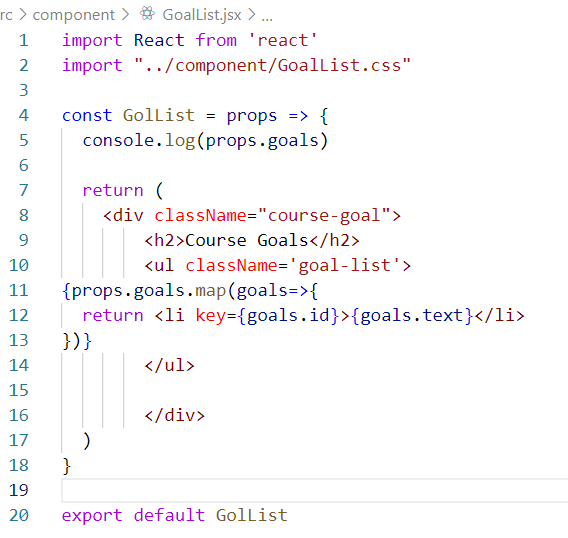 rc > component > GoalList.jsx > ...
1 import React from 'react'
2 import "../component/GoalList.css"
3
4 const GolList = props => {
5 console.log(props.goals)
6
7 return (
8 <div className="course-goal">
9 <h2>Course Goals</h2>
10 <ul className='goal-list'>
11 {props.goals.map(goals=>{
12 return <li key={goals.id}>{goals.text}</li>
13 })}
14 </ul>
15
16 </div>
17 )
18 }
19
20 export default GolList